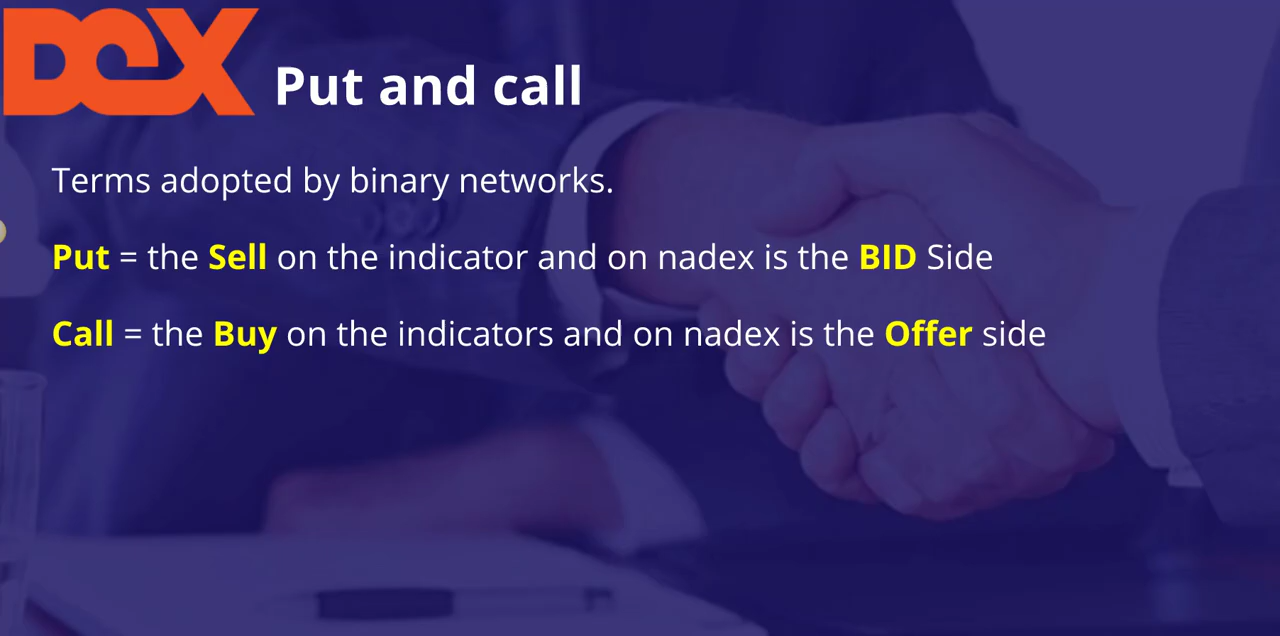 DCX
Put and call
Terms adopted by binary networks.
Put = the Sell on the indicator and on nadex is the BID Side
Call = the Buy on the indicators and on nadex is the Offer side